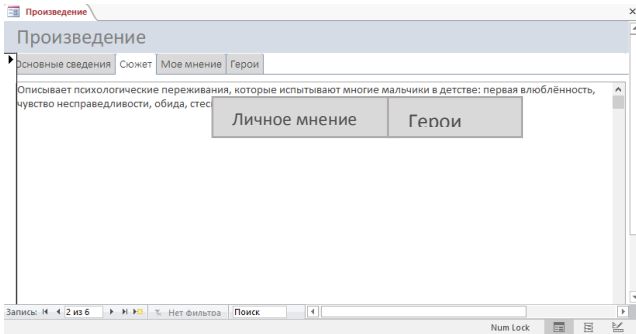 Произведение
Произведение
Основные сведения Сюжет Мое мнение Герои
Описывает психологические переживания, которые испытывают многие мальчики в детстве: первая влюблённость,
чувство несправедливости, обида,
Личное мнение Герои
Запись: 2 из 6 Нет фильтра Поиск
Num Lock